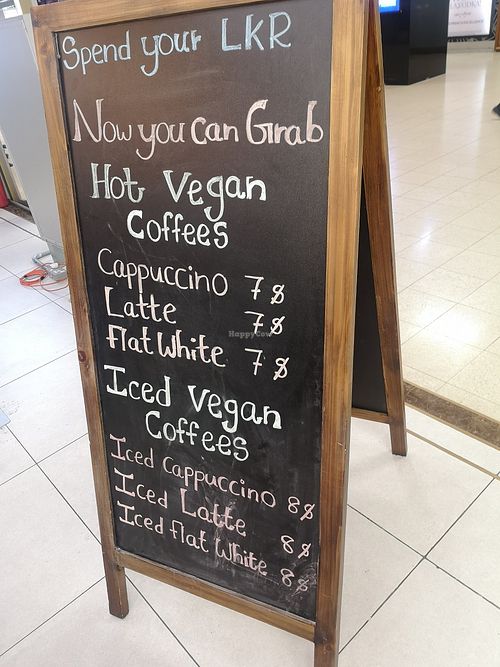 Spend your LKR
Now you can Grab
Hot Vegan
Coffees
Cappuccino 7$
Latte 7$
Flat White 7$
Iced Vegan
Coffees
Iced Cappuccino 8$
Iced Latte 8$
Iced Flat White 8$
HappyCow